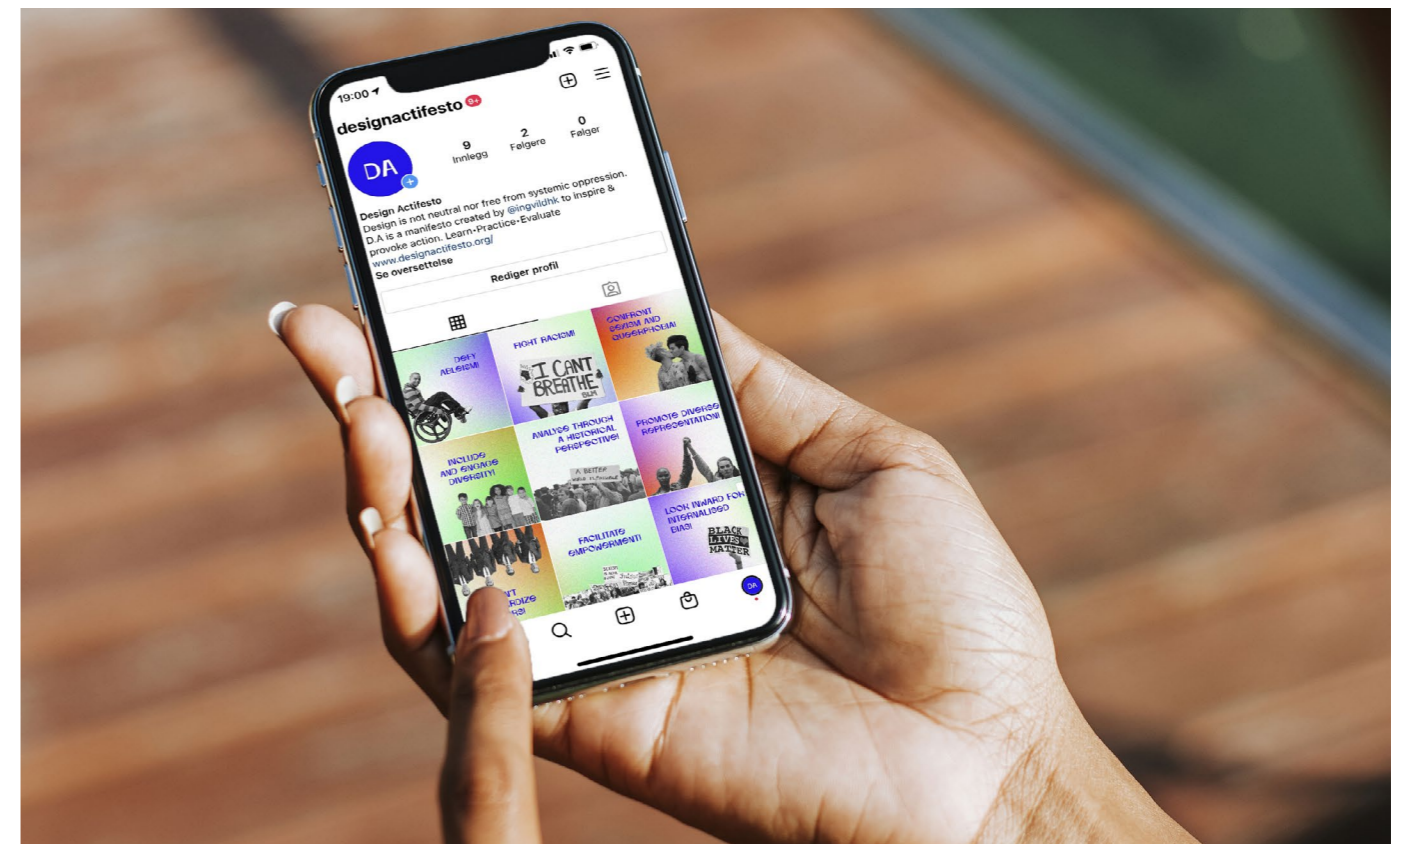 19:00
designactifesto 9+
9
Innlegg
2
Følgere
0
Følger
DA
Design Actifesto
Design is not neutral nor free from systemic oppression.
D.A is a manifesto created by @ingvildhk to inspire &
provoke action. Learn•Practice•Evaluate
www.designactifesto.org/
Se oversettelse
Rediger profil
DEFY
ABLEISM!
FIGHT RACISM!
I CANT
BREATHE
BLM
CONFRONT
SEXISM AND
QUEERPHOBIA!
INCLUDE
AND ENGAGE
DIVERSITY!
ANALYSE THROUGH
A HISTORICAL
PERSPECTIVE!
A BETTER
PROMOTE DIVERSE
REPRESENTATION!
FACILITATE
EMPOWERMENT!
LOOK INWARD FOR
INTERNALISED
BIAS!
BLACK
LIVES
MATTER
DA